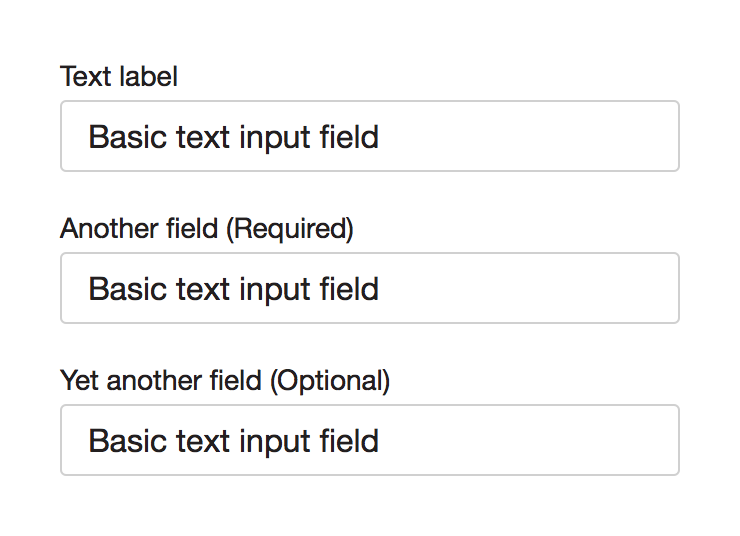 Text label
Basic text input field
Another field (Required)
Basic text input field
Yet another field (Optional)
Basic text input field